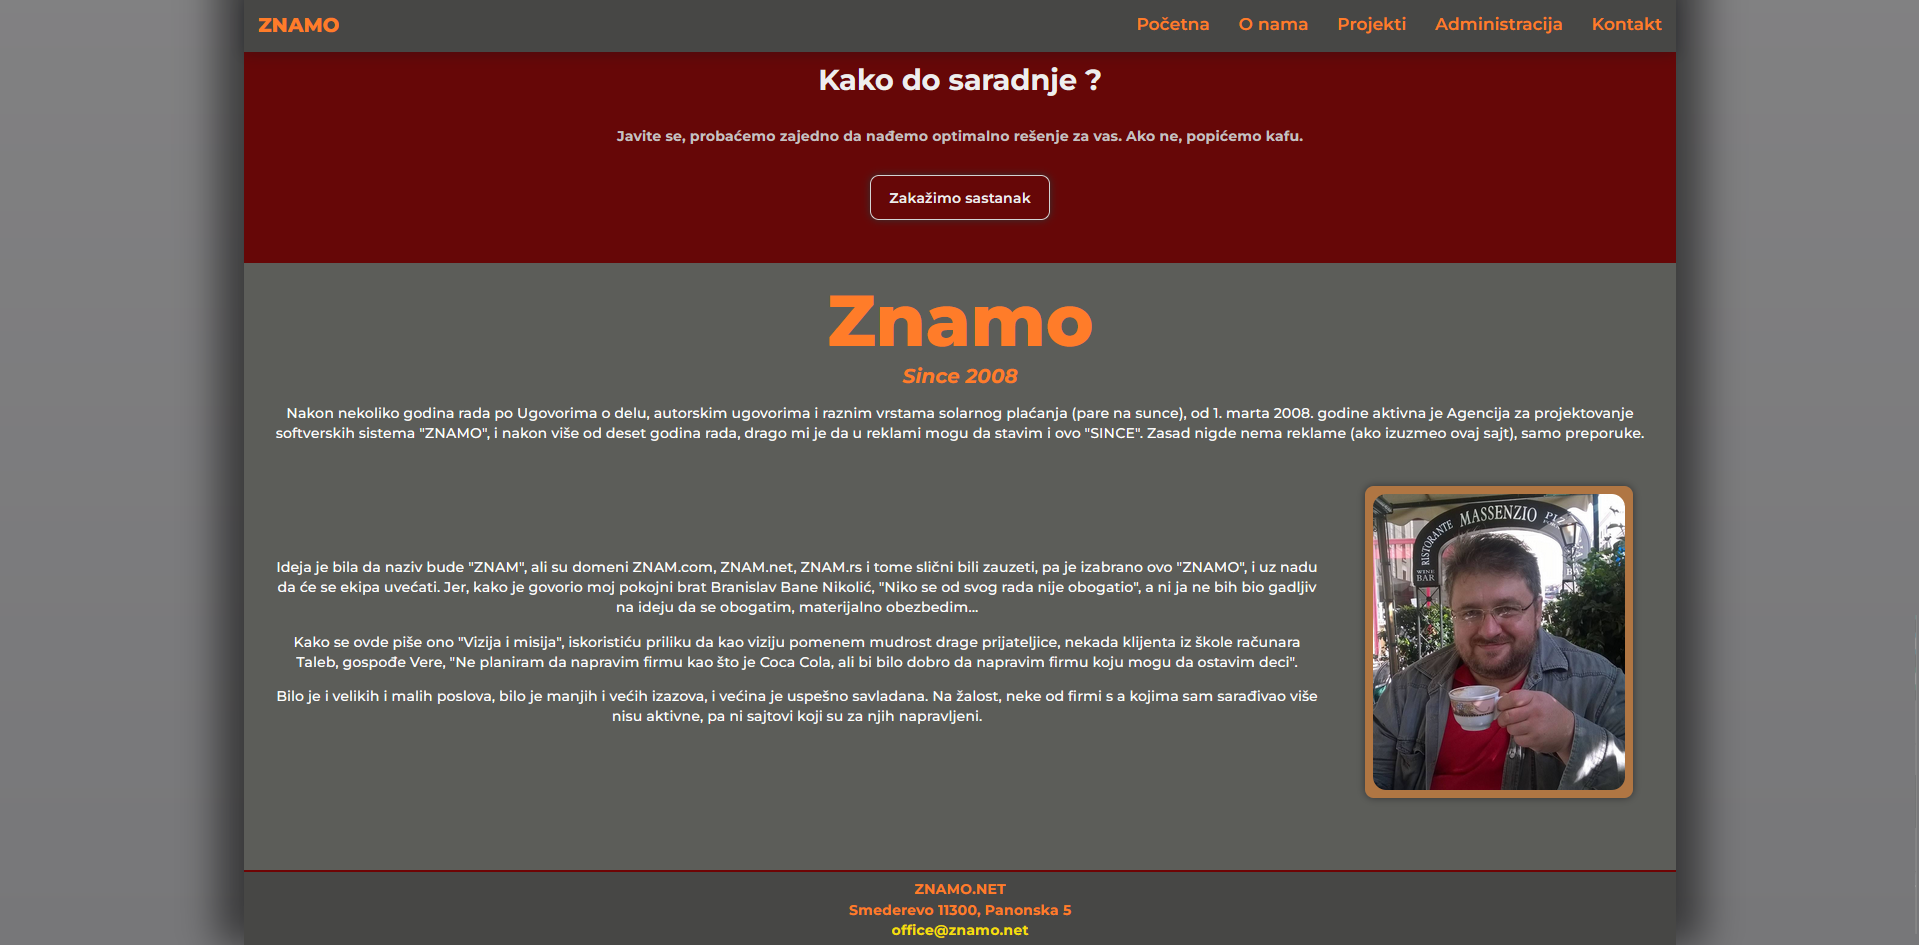 ZNAMO
Početna O nama Projekti Administracija Kontakt
Kako do saradnje ?
Javite se, probaćemo zajedno da nađemo optimalno rešenje za vas. Ako ne, popićemo kafu.
Zakažimo sastanak
Znamo
Since 2008
Nakon nekoliko godina rada po Ugovorima o delu, autorskim ugovorima i raznim vrstama solarnog plaćanja (pare na sunce), od 1. marta 2008. godine aktivna je Agencija za projektovanje
softverskih sistema "ZNAMO", i nakon više od deset godina rada, drago mi je da u reklami mogu da stavim i ovo "SINCE". Zasad nigde nema reklame (ako izuzmeo ovaj sajt), samo preporuke.
Ideja je bila da naziv bude "ZNAM", ali su domeni ZNAM.com, ZNAM.net, ZNAM.rs i tome slični bili zauzeti, pa je izabrano ovo "ZNAMO", i uz nadu
da će se ekipa uvećati. Jer, kako je govorio moj pokojni brat Branislav Bane Nikolić, "Niko se od svog rada nije obogatio", a ni ja ne bih bio gadljiv
na ideju da se obogatim, materijalno obezbedim...
Kako se ovde piše ono "Vizija i misija", iskoristiću priliku da kao viziju pomenem mudrost drage prijateljice, nekada klijenta iz škole računara
Taleb, gospođe Vere, "Ne planiram da napravim firmu kao što je Coca Cola, ali bi bilo dobro da napravim firmu koju mogu da ostavim deci".
Bilo je i velikih i malih poslova, bilo je manjih i većih izazova, i većina je uspešno savladana. Na žalost, neke od firmi s a kojima sam sarađivao više
nisu aktivne, pa ni sajtovi koji su za njih napravljeni.
RISTORANTE MASSENZIO
WINE
BAR
ZNAMO.NET
Smederevo 11300, Panonska 5
office@znamo.net